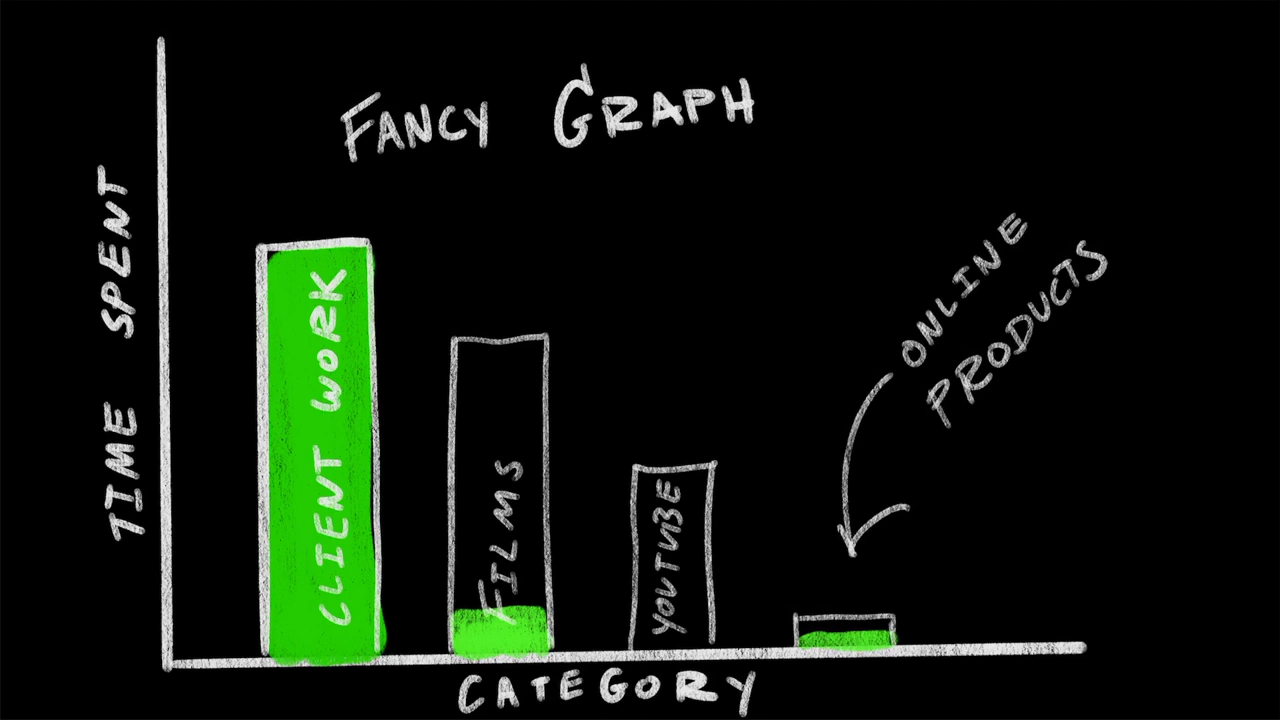 FANCY GRAPH
TIME SPENT
CLIENT WORK
FILMS
YOUTUBE
ONLINE
PRODUCTS
CATEGORY